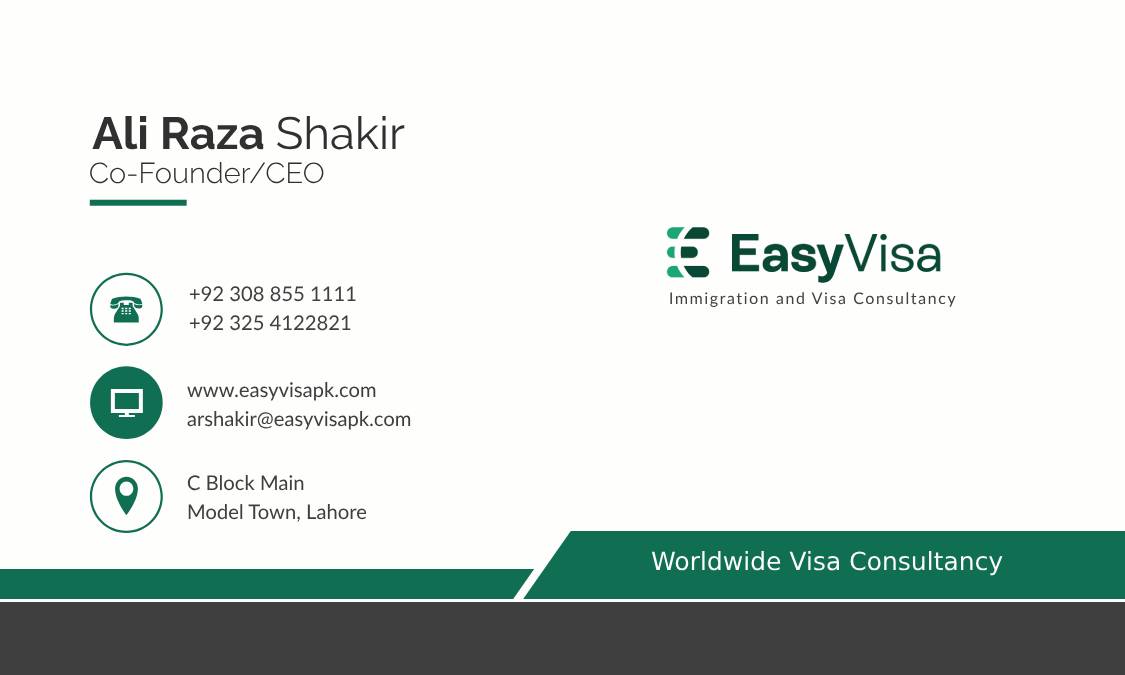 Ali Raza Shakir
Co-Founder/CEO
+92 308 855 1111
+92 325 4122821
www.easyvisapk.com
arshakir@easyvisapk.com
C Block Main
Model Town, Lahore
EasyVisa
Immigration and Visa Consultancy
Worldwide Visa Consultancy